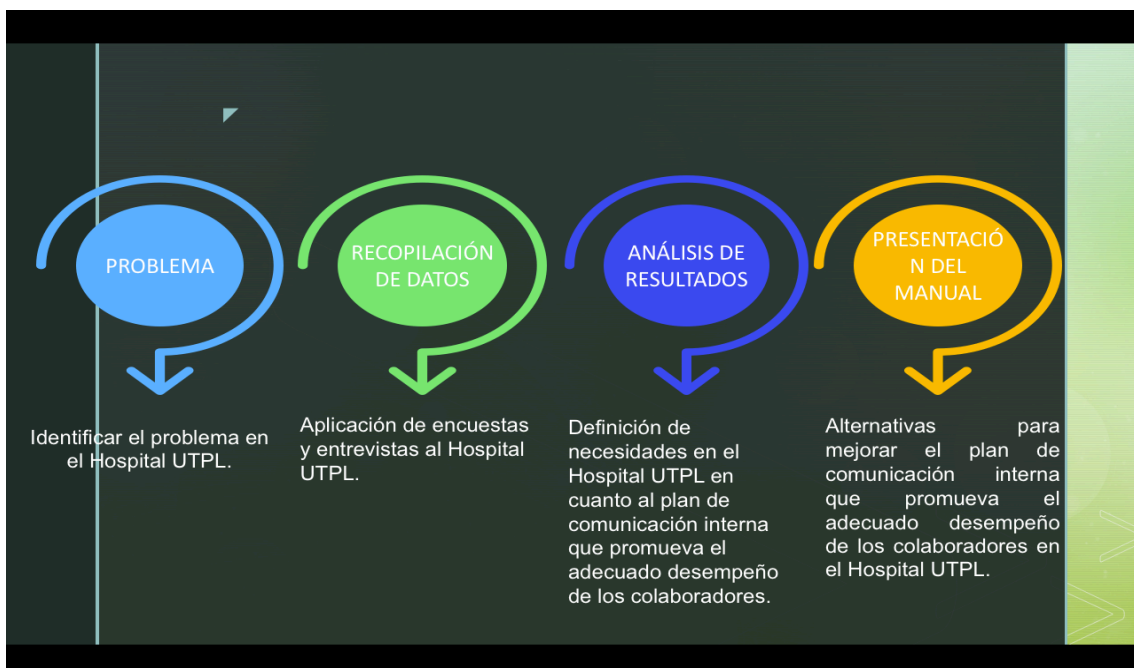 PROBLEMA
Identificar el problema en
el Hospital UTPL.
RECOPILACIÓN
DE DATOS
Aplicación de encuestas
y entrevistas al Hospital
UTPL.
ANÁLISIS DE
RESULTADOS
Definición de
necesidades en el
Hospital UTPL en
cuanto al plan de
comunicación interna
que promueva el
adecuado desempeño
de los colaboradores.
PRESENTACIÓ
N DEL
MANUAL
Alternativas para
mejorar el plan de
comunicación interna
que promueva el
adecuado desempeño
de los colaboradores en
el Hospital UTPL.